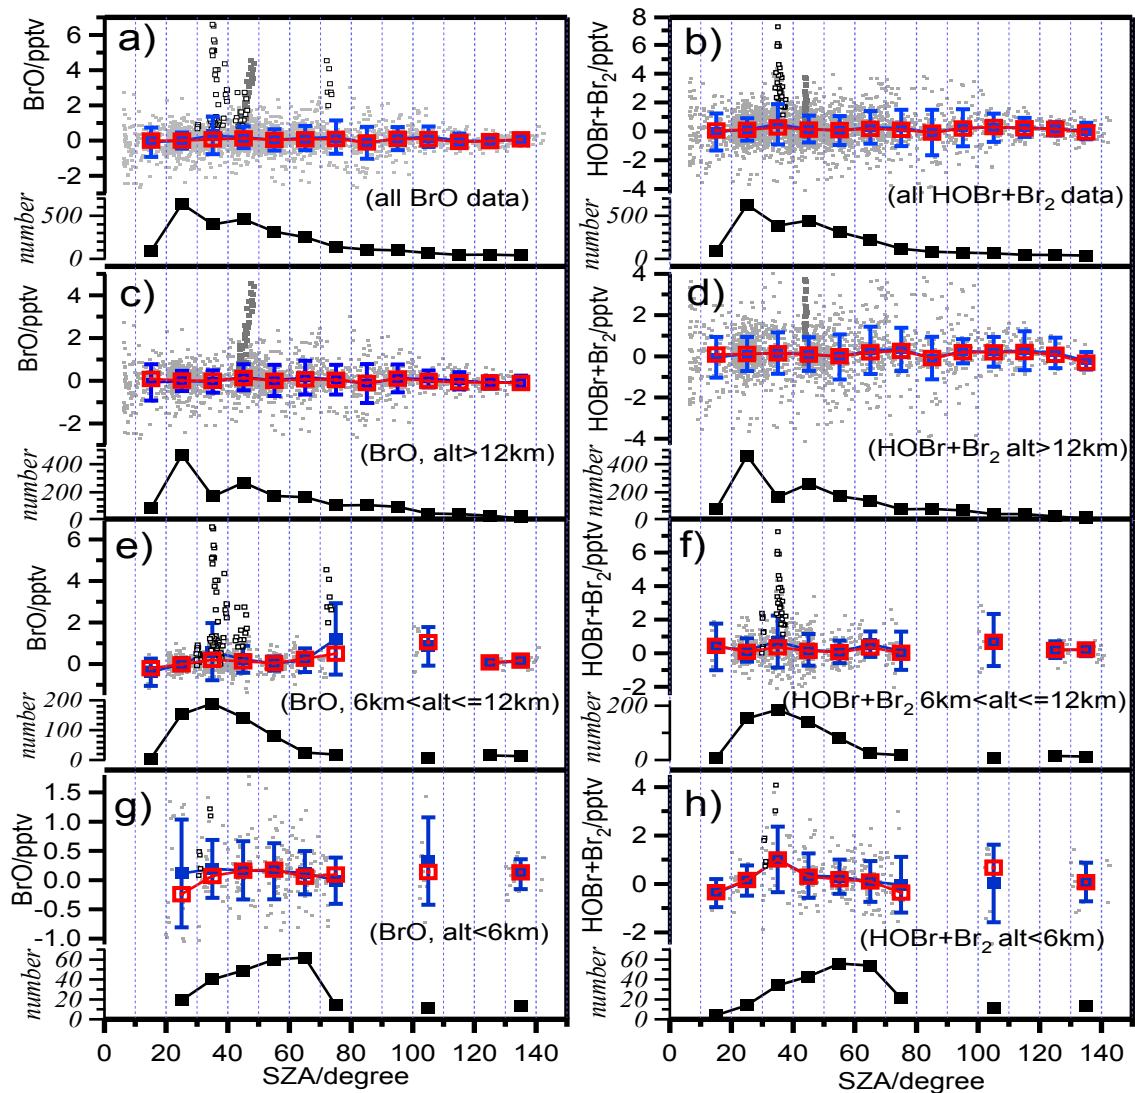 a)
BrO/pptv
6
4
2
0
-2
(all BrO data)
number
500
0
b)
HOBr+Br2/pptv
8
6
4
2
0
-2
-4
(all HOBr+Br2 data)
number
500
0
c)
BrO/pptv
4
2
0
-2
(BrO, alt>12km)
number
400
200
0
d)
HOBr+Br2/pptv
4
2
0
-2
-4
(HOBr+Br2 alt>12km)
number
400
200
0
e)
BrO/pptv
6
4
2
0
(BrO, 6km<alt<=12km)
number
200
100
0
f)
HOBr+Br2/pptv
8
6
4
2
0
-2
(HOBr+Br2 6km<alt<=12km)
number
200
0
g)
BrO/pptv
1.5
1.0
0.5
0.0
-0.5
-1.0
(BrO, alt<6km)
number
60
40
20
0
h)
HOBr+Br2/pptv
4
2
0
-2
(HOBr+Br2 alt<6km)
number
80
60
40
20
0
0 20 40 60 80 100 120 140
SZA/degree
0 20 40 60 80 100 120 140
SZA/degree